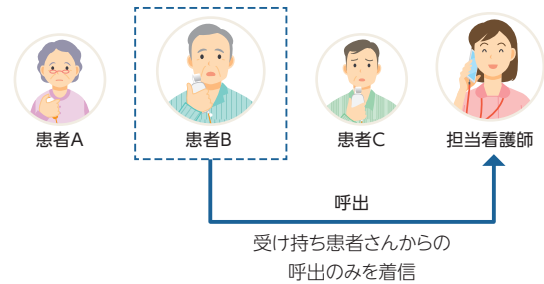 患者A
患者B
患者C
担当看護師
呼出
受け持ち患者さんからの
呼出のみを着信